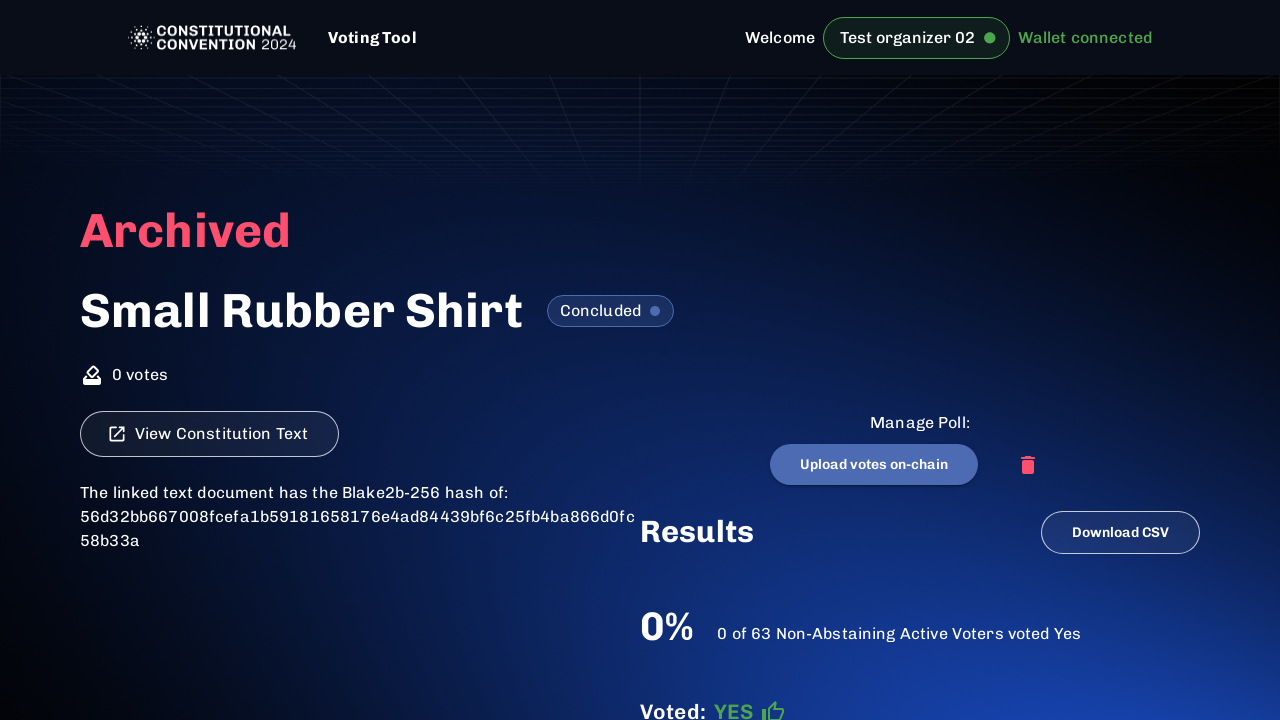 CONSTITUTIONAL
CONVENTION 2024
Voting Tool
Welcome
Test organizer 02
Wallet connected
Archived
Small Rubber Shirt
Concluded
0 votes
View Constitution Text
The linked text document has the Blake2b-256 hash of:
56d32bb667008fcefa1b59181658176e4ad84439bf6c25fb4ba866d0fc
58b33a
Manage Poll:
Upload votes on-chain
Results
Download CSV
0%
0 of 63 Non-Abstaining Active Voters voted Yes
Voted: YES